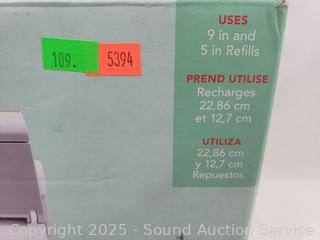 USES
9 in and
5 in Refills
109.
5394
PREND UTILISE
Recharges
22,86 cm
et 12,7 cm
UTILIZA
22,86 cm
y 12,7 cm
Repuestos
Copyright 2025 - Sound Auction Service